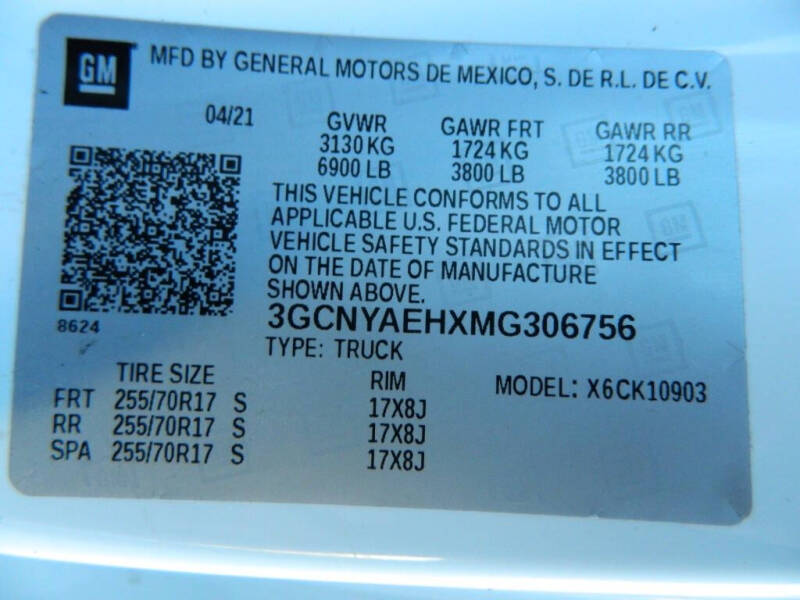 GM
MFD BY GENERAL MOTORS DE MEXICO, S. DE R.L. DE C.V.
04/21 GVWR GAWR FRT GAWR RR
3130 KG 1724 KG 1724 KG
6900 LB 3800 LB 3800 LB
THIS VEHICLE CONFORMS TO ALL
APPLICABLE U.S. FEDERAL MOTOR
VEHICLE SAFETY STANDARDS IN EFFECT
ON THE DATE OF MANUFACTURE
SHOWN ABOVE.
8624
3GCNYAEHXMG306756
TYPE: TRUCK
TIRE SIZE RIM MODEL: X6CK10903
FRT 255/70R17 S 17X8J
RR 255/70R17 S 17X8J
SPA 255/70R17 S 17X8J